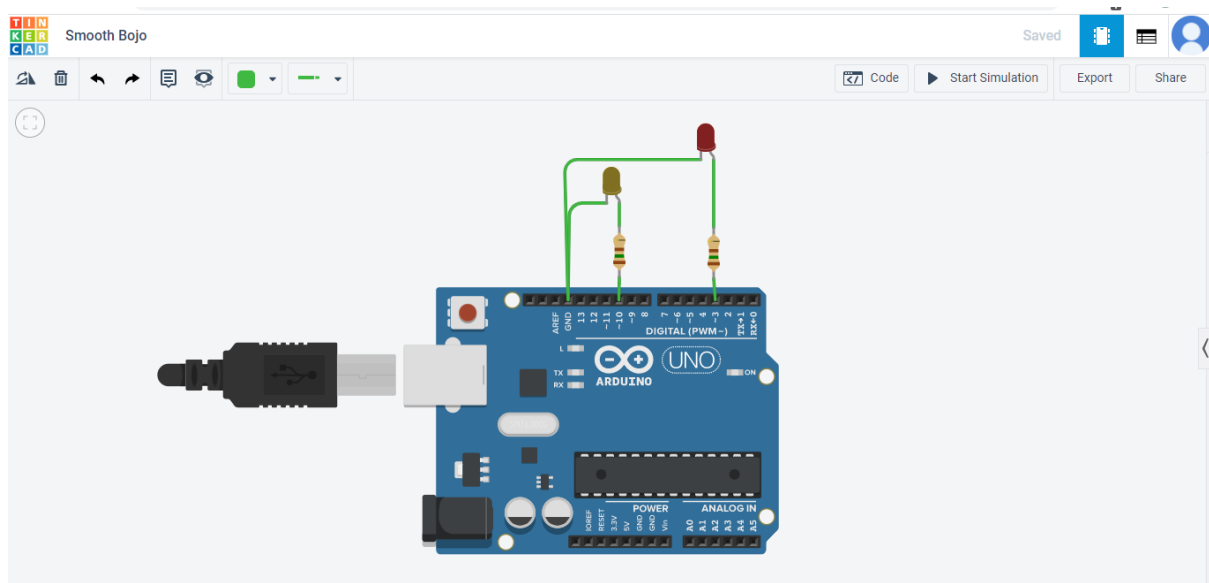 TIN
KER
CAD
Smooth Bojo
Saved
Code
Start Simulation
Export
Share
AREF
GND
13
12
~11
~10
~9
8
7
~6
~5
4
~3
2
TX→1
RX←0
DIGITAL (PWM~)
L
TX
RX
ARDUINO
UNO
ON
IOREF
RESET
3.3V
5V
GND
GND
Vin
POWER
ANALOG IN
A0
A1
A2
A3
A4
A5